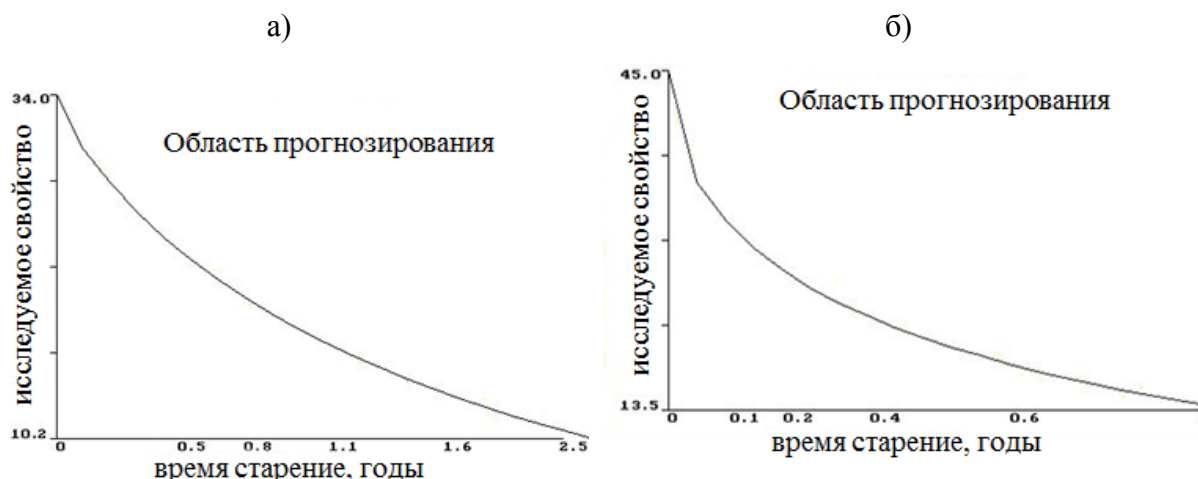 а)
34.0
Область прогнозирования
исследуемое свойство
10.2
0 0.5 0.8 1.1 1.6 2.5
время старение, годы
б)
45.0
Область прогнозирования
исследуемое свойство
13.5
0 0.1 0.2 0.4 0.6
время старение, годы